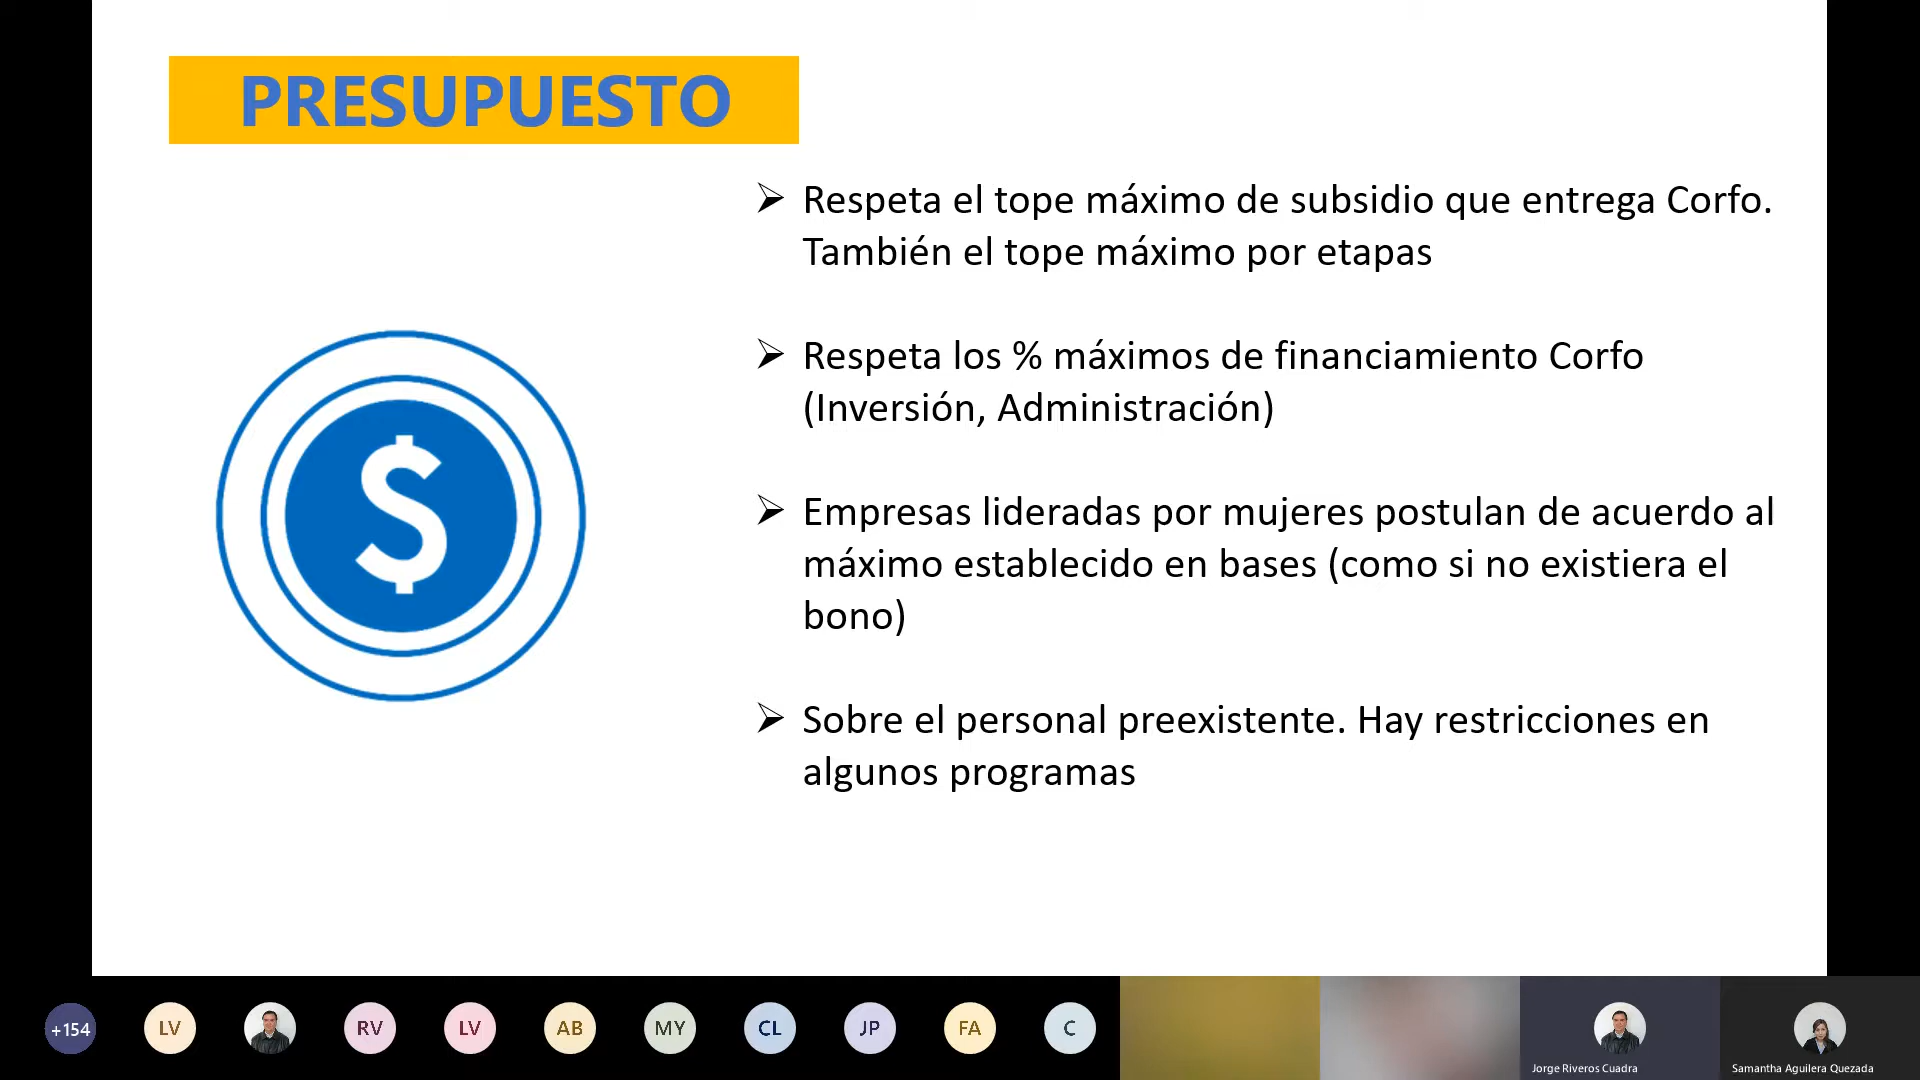 PRESUPUESTO
Respeta el tope máximo de subsidio que entrega Corfo.
También el tope máximo por etapas
Respeta los % máximos de financiamiento Corfo
(Inversión, Administración)
Empresas lideradas por mujeres postulan de acuerdo al
máximo establecido en bases (como si no existiera el
bono)
Sobre el personal preexistente. Hay restricciones en
algunos programas
$
+154 LV RV LV AB MY CL JP FA C
Jorge Riveros Cuadra
Samantha Aguilera Quezada